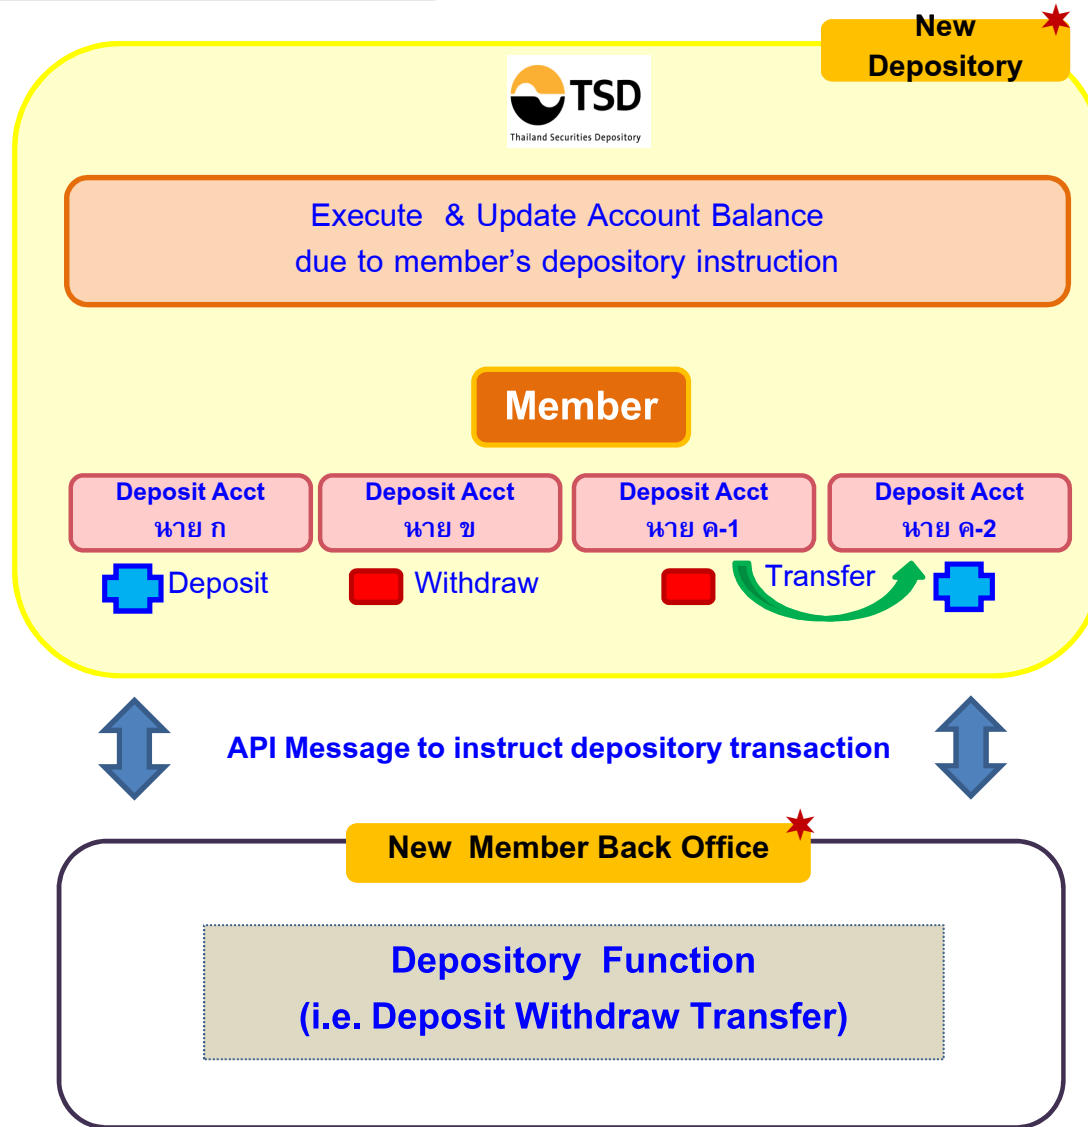 New
Depository
TSD
Thailand Securities Depository
Execute & Update Account Balance
due to member’s depository instruction
Member
Deposit Acct
นาย ก
Deposit Acct
นาย ข
Deposit Acct
นาย ค-1
Deposit Acct
นาย ค-2
Deposit
Withdraw
Transfer
API Message to instruct depository transaction
New Member Back Office
Depository Function
(i.e. Deposit Withdraw Transfer)